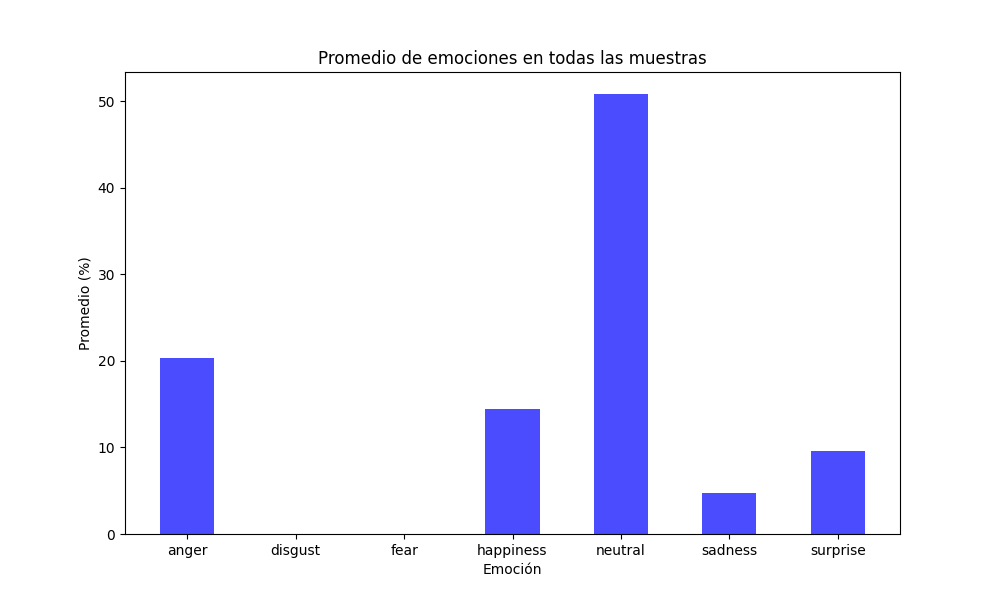 Promedio de emociones en todas las muestras
Promedio (%)
50
40
30
20
10
0
anger disgust fear happiness neutral sadness surprise
Emoción